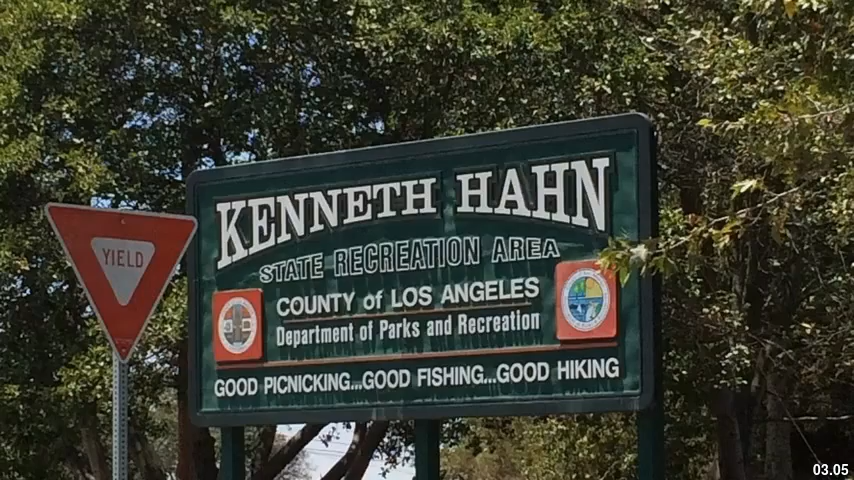 KENNETH HAHN
STATE RECREATION AREA
COUNTY of LOS ANGELES
Department of Parks and Recreation
GOOD PICNICKING...GOOD FISHING...GOOD HIKING
YIELD
03.05